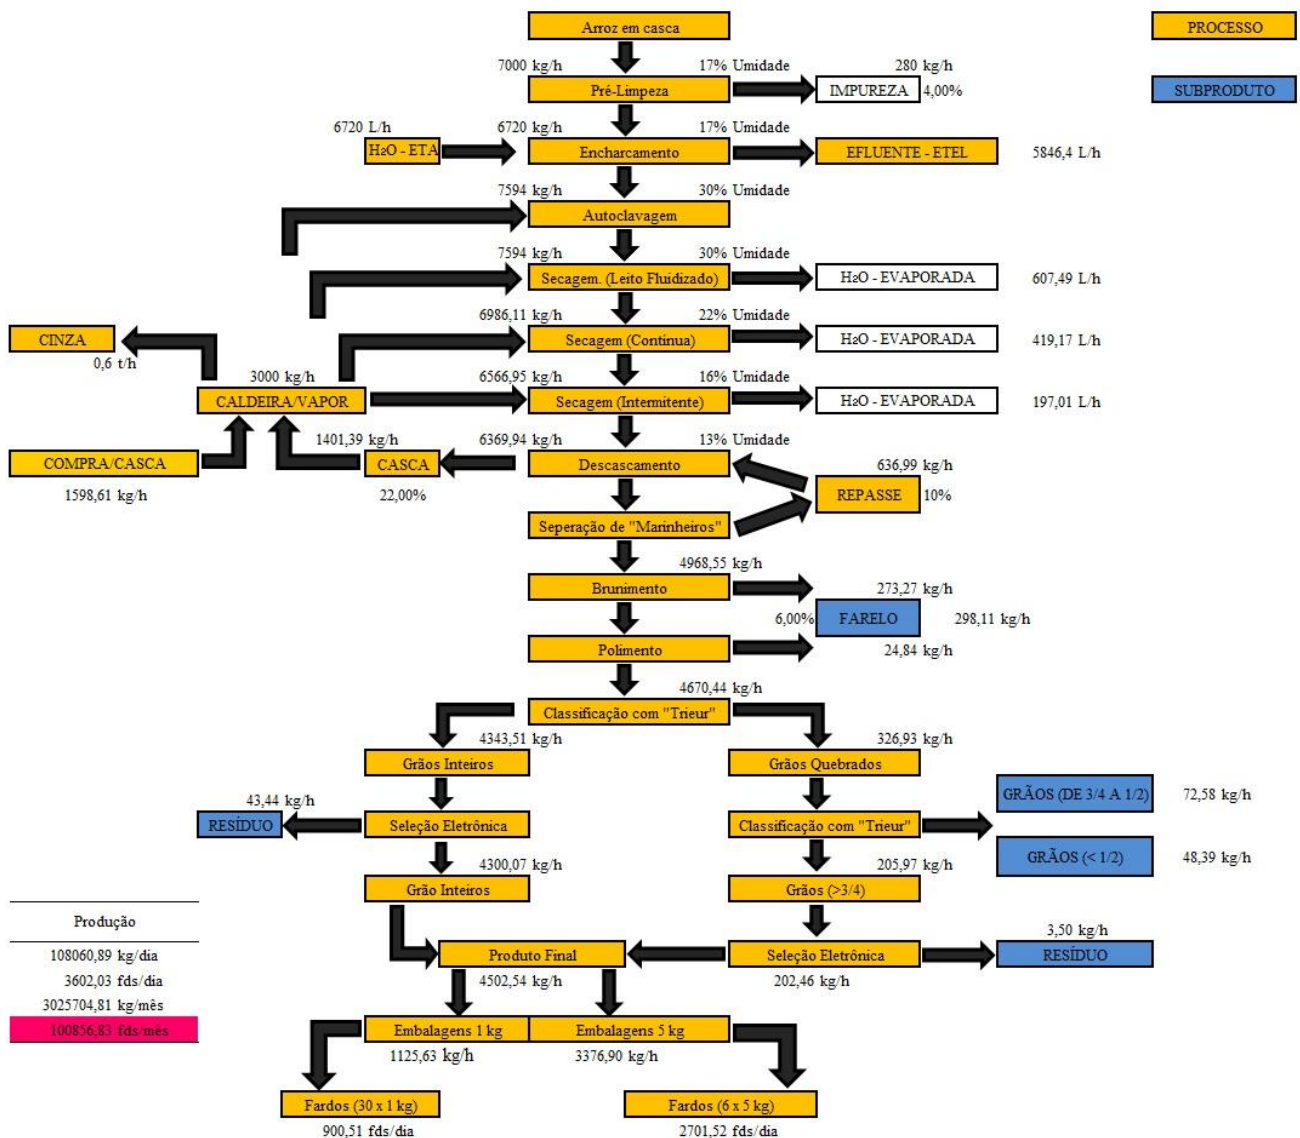 Arroz em casca
PROCESSO
7000 kg/h
17% Umidade
280 kg/h
Pré-Limpeza
IMPUREZA
4,00%
SUBPRODUTO
6720 L/h
6720 kg/h
17% Umidade
H2O - ETA
Encharcamento
EFLUENTE - ETEL
5846,4 L/h
7594 kg/h
30% Umidade
Autoclavagem
7594 kg/h
30% Umidade
Secagem. (Leito Fluidizado)
H2O - EVAPORADA
607,49 L/h
6986,11 kg/h
22% Umidade
CINZA
Secagem (Contínua)
H2O - EVAPORADA
419,17 L/h
0,6 t/h
3000 kg/h
6566,95 kg/h
16% Umidade
CALDEIRA/VAPOR
Secagem (Intermitente)
H2O - EVAPORADA
197,01 L/h
1401,39 kg/h
6369,94 kg/h
13% Umidade
COMPRA/CASCA
CASCA
Descascamento
636,99 kg/h
1598,61 kg/h
22,00%
REPASSE
10%
Seperação de "Marinheiros"
4968,55 kg/h
Brunimento
273,27 kg/h
6,00%
FARELO
298,11 kg/h
Polimento
24,84 kg/h
4670,44 kg/h
Classificação com "Trieur"
4343,51 kg/h
326,93 kg/h
Grãos Inteiros
Grãos Quebrados
GRÃOS (DE 3/4 A 1/2)
72,58 kg/h
43,44 kg/h
RESÍDUO
Seleção Eletrônica
Classificação com "Trieur"
GRÃOS (< 1/2)
48,39 kg/h
4300,07 kg/h
205,97 kg/h
Grão Inteiros
Grãos (>3/4)
Produção
3,50 kg/h
108060,89 kg/dia
Produto Final
Seleção Eletrônica
RESÍDUO
3602,03 fds/dia
4502,54 kg/h
202,46 kg/h
3025704,81 kg/mês
100856,83 fds/mês
Embalagens 1 kg
Embalagens 5 kg
1125,63 kg/h
3376,90 kg/h
Fardos (30 x 1 kg)
Fardos (6 x 5 kg)
900,51 fds/dia
2701,52 fds/dia